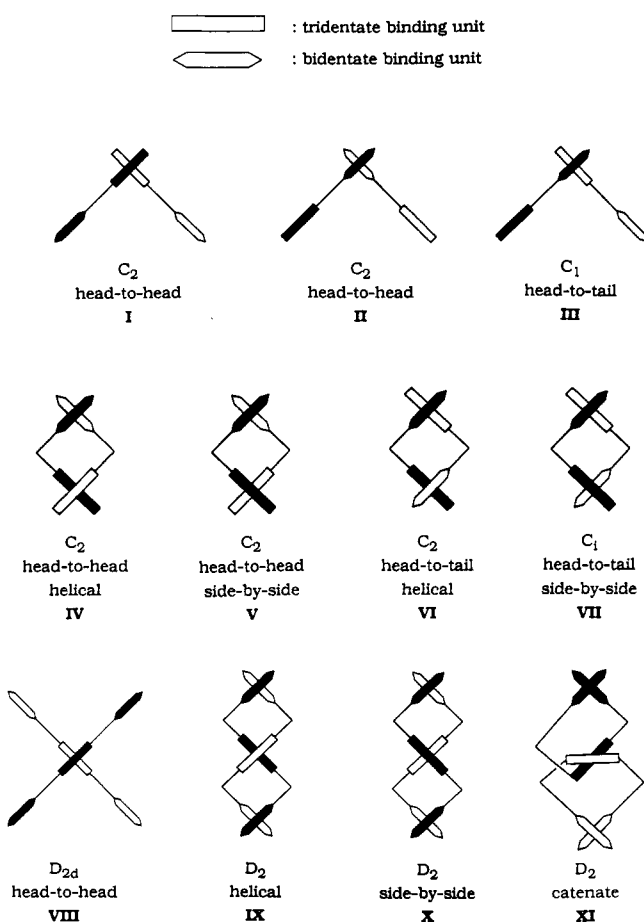 : tridentate binding unit
: bidentate binding unit
C2
head-to-head
I
C2
head-to-head
II
C1
head-to-tail
III
C2
head-to-head
helical
IV
C2
head-to-head
side-by-side
V
C2
head-to-tail
helical
VI
Ci
head-to-tail
side-by-side
VII
D2d
head-to-head
VIII
D2
helical
IX
D2
side-by-side
X
D2
catenate
XI